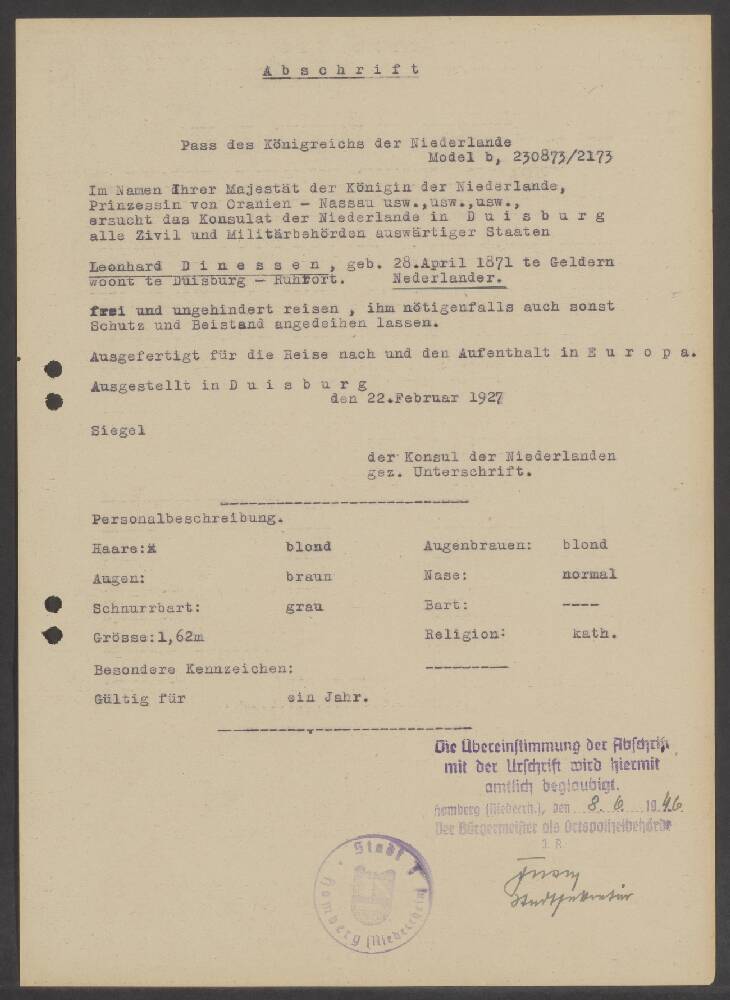 Abschrift
Pass des Königreichs der Niederlande
Model b, 230873/2173
Im Namen Ihrer Majestät der Königin der Niederlande,
Prinzessin von Oranien - Nassau usw.,usw.,usw.,
ersucht das Konsulat der Niederlande in D u i s b u r g
alle Zivil und Militärbehörden auswärtiger Staaten
Leonhard D i n e s s e n , geb. 28.April 1871 te Geldern
woont te Duisburg - Ruhrort. Nederlander.
frei und ungehindert reisen , ihm nötigenfalls auch sonst
Schutz und Beistand angedeihen lassen.
Ausgefertigt für die Reise nach und den Aufenthalt in E u r o p a.
Ausgestellt in D u i s b u r g
den 22.Februar 1927
Siegel
der Konsul der Niederlanden
gez. Unterschrift.
Personalbeschreibung.
Haare:x blond Augenbrauen: blond
Augen: braun Nase: normal
Schnurrbart: grau Bart: ----
Grösse:1,62m Religion: kath.
Besondere Kennzeichen: ---------
Gültig für ein Jahr.
Die Übereinstimmung der Abschrift
mit der Urschrift wird hiermit
amtlich beglaubigt.
Homberg (Niederrh.), den 8. 6. 1946
Der Bürgermeister als Ortspolizeibehörde
Stadtsekretär
Stadt Homberg (Niederrhein)